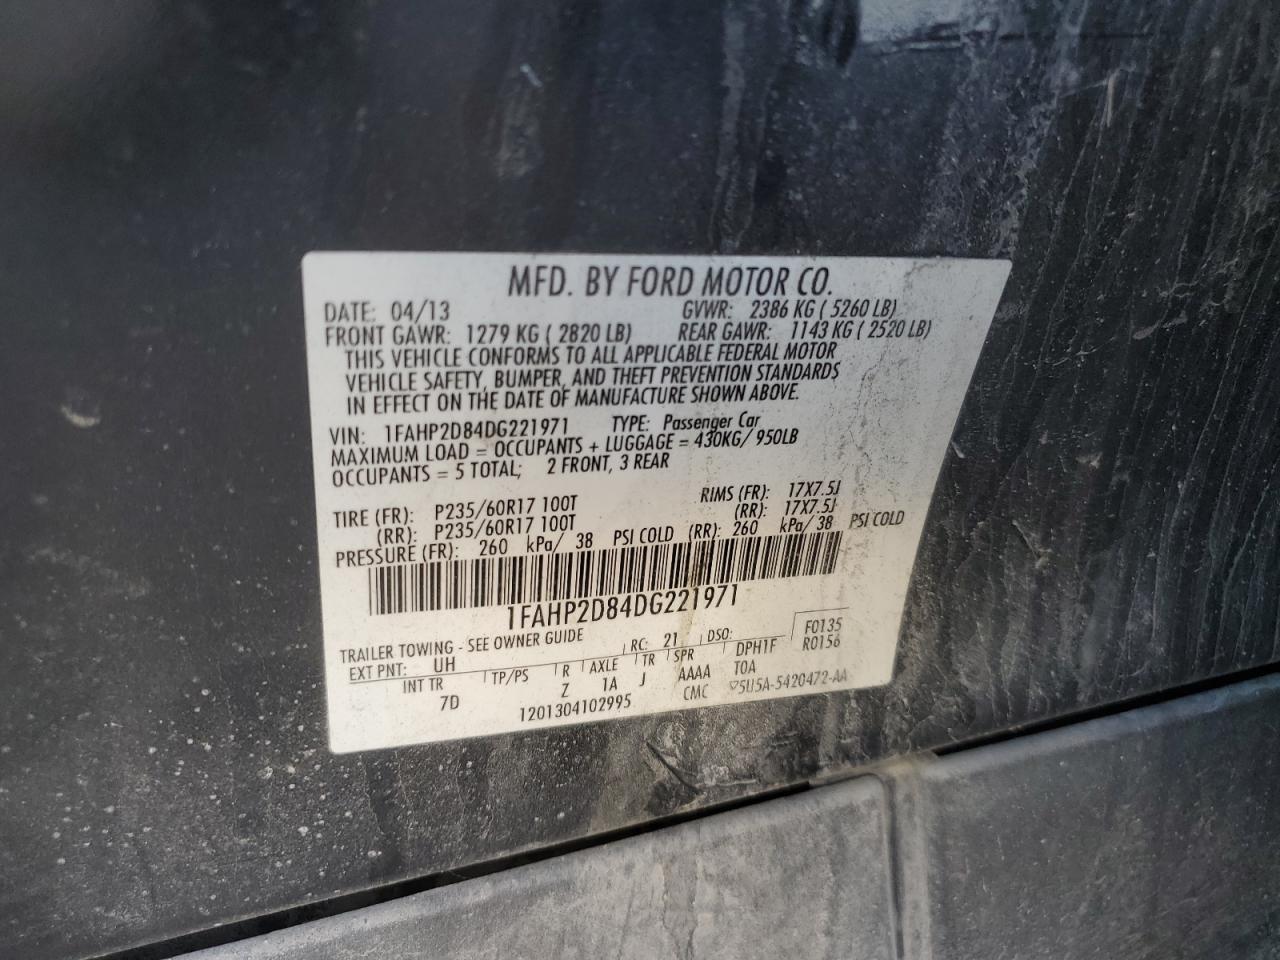 MFD. BY FORD MOTOR CO.
DATE: 04/13 GVWR: 2386 KG ( 5260 LB)
FRONT GAWR: 1279 KG ( 2820 LB) REAR GAWR: 1143 KG ( 2520 LB)
THIS VEHICLE CONFORMS TO ALL APPLICABLE FEDERAL MOTOR
VEHICLE SAFETY, BUMPER, AND THEFT PREVENTION STANDARDS
IN EFFECT ON THE DATE OF MANUFACTURE SHOWN ABOVE.
VIN: 1FAHP2D84DG221971 TYPE: Passenger Car
MAXIMUM LOAD = OCCUPANTS + LUGGAGE = 430KG/ 950LB
OCCUPANTS = 5 TOTAL; 2 FRONT, 3 REAR
TIRE (FR): P235/60R17 100T RIMS (FR): 17X7.5J
(RR): P235/60R17 100T (RR): 17X7.5J
PRESSURE (FR): 260 kPa/ 38 PSI COLD (RR): 260 kPa/ 38 PSI COLD
1FAHP2D84DG221971
TRAILER TOWING - SEE OWNER GUIDE F0135
EXT PNT: UH RC: 21 DSO: R0156
INT TR TP/PS R AXLE TR SPR DPH1F
7D Z 1A J AAAA T0A
1201304102995 CMC ▽5U5A-5420472-AA